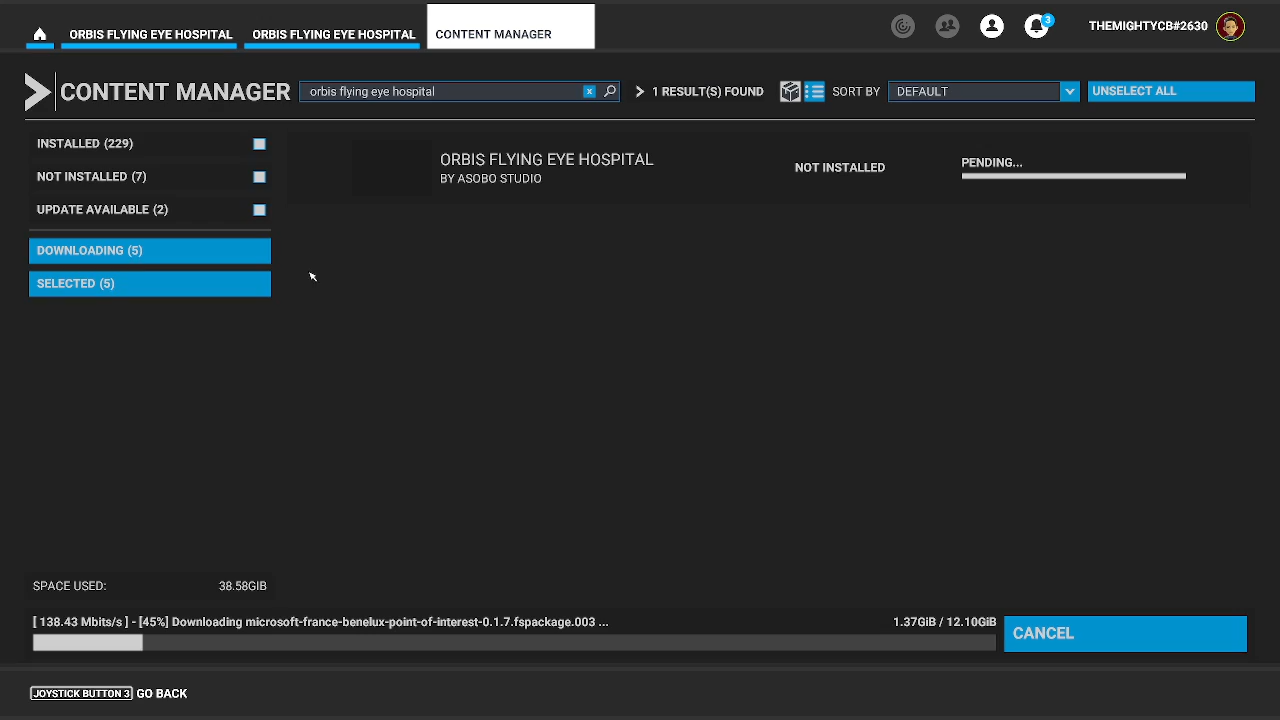 ORBIS FLYING EYE HOSPITAL
ORBIS FLYING EYE HOSPITAL
CONTENT MANAGER
3
THEMIGHTYCB#2630
CONTENT MANAGER
orbis flying eye hospital
x
1 RESULT(S) FOUND
SORT BY
DEFAULT
UNSELECT ALL
INSTALLED (229)
NOT INSTALLED (7)
UPDATE AVAILABLE (2)
DOWNLOADING (5)
SELECTED (5)
ORBIS FLYING EYE HOSPITAL
BY ASOBO STUDIO
NOT INSTALLED
PENDING...
SPACE USED: 38.58GIB
[ 138.43 Mbits/s ] - [45%] Downloading microsoft-france-benelux-point-of-interest-0.1.7.fspackage.003 ...
1.37GiB / 12.10GiB
CANCEL
JOYSTICK BUTTON 3 GO BACK